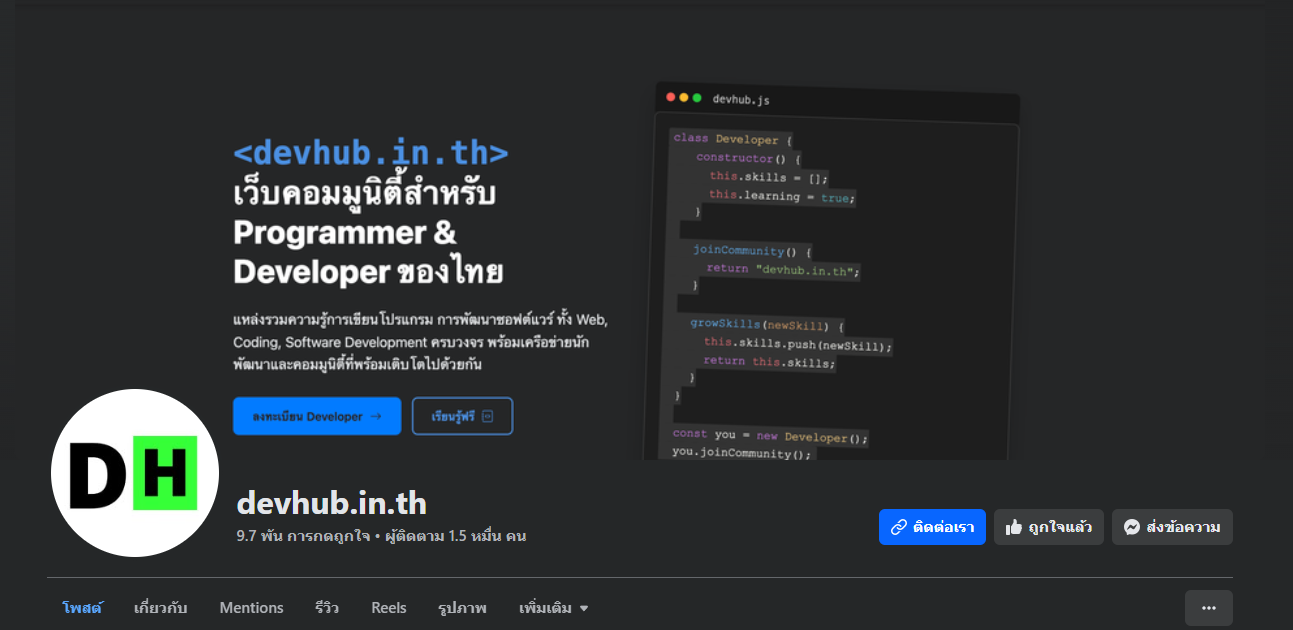 <devhub.in.th>
เว็บคอมมูนิตี้สำหรับ
Programmer &
Developer ของไทย
แหล่งรวมความรู้การเขียนโปรแกรม การพัฒนาซอฟต์แวร์ ทั้ง Web,
Coding, Software Development ครบวงจร พร้อมเครือข่ายนัก
พัฒนาและคอมมูนิตี้ที่พร้อมเติบโตไปด้วยกัน
ลงทะเบียน Developer →
เรียนรู้ฟรี
devhub.js
class Developer {
constructor() {
this.skills = [];
this.learning = true;
}
joinCommunity() {
return "devhub.in.th";
}
growSkills(newSkill) {
this.skills.push(newSkill);
return this.skills;
}
}
const you = new Developer();
you.joinCommunity();
DH
devhub.in.th
9.7 พัน การกดถูกใจ • ผู้ติดตาม 1.5 หมื่น คน
ติดต่อเรา
ถูกใจแล้ว
ส่งข้อความ
โพสต์
เกี่ยวกับ
Mentions
รีวิว
Reels
รูปภาพ
เพิ่มเติม